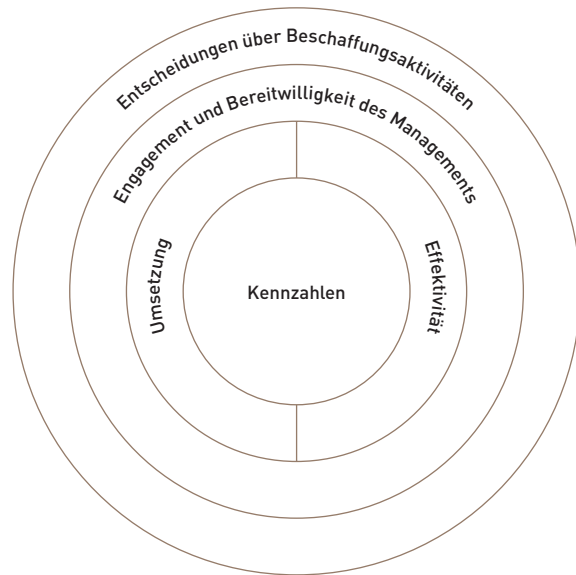 Entscheidungen über Beschaffungsaktivitäten
Engagement und Bereitwilligkeit des Managements
Umsetzung
Kennzahlen
Effektivität